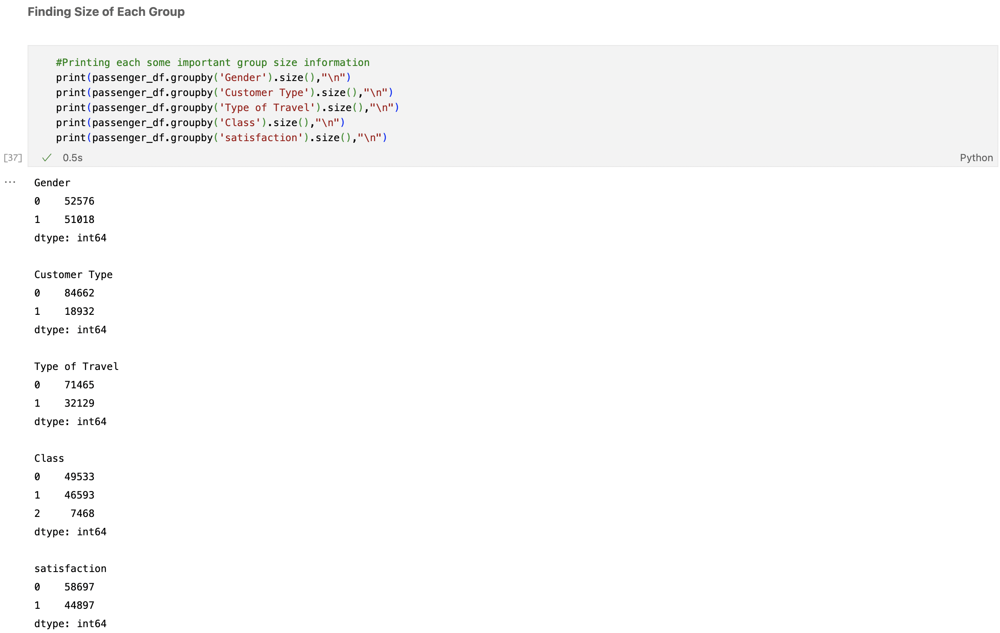 Finding Size of Each Group
#Printing each some important group size information
print(passenger_df.groupby('Gender').size(),"\n")
print(passenger_df.groupby('Customer Type').size(),"\n")
print(passenger_df.groupby('Type of Travel').size(),"\n")
print(passenger_df.groupby('Class').size(),"\n")
print(passenger_df.groupby('satisfaction').size(),"\n")
[37] ✓ 0.5s Python
... Gender
0    52576
1    51018
dtype: int64
Customer Type
0    84662
1    18932
dtype: int64
Type of Travel
0    71465
1    32129
dtype: int64
Class
0    49533
1    46593
2     7468
dtype: int64
satisfaction
0    58697
1    44897
dtype: int64